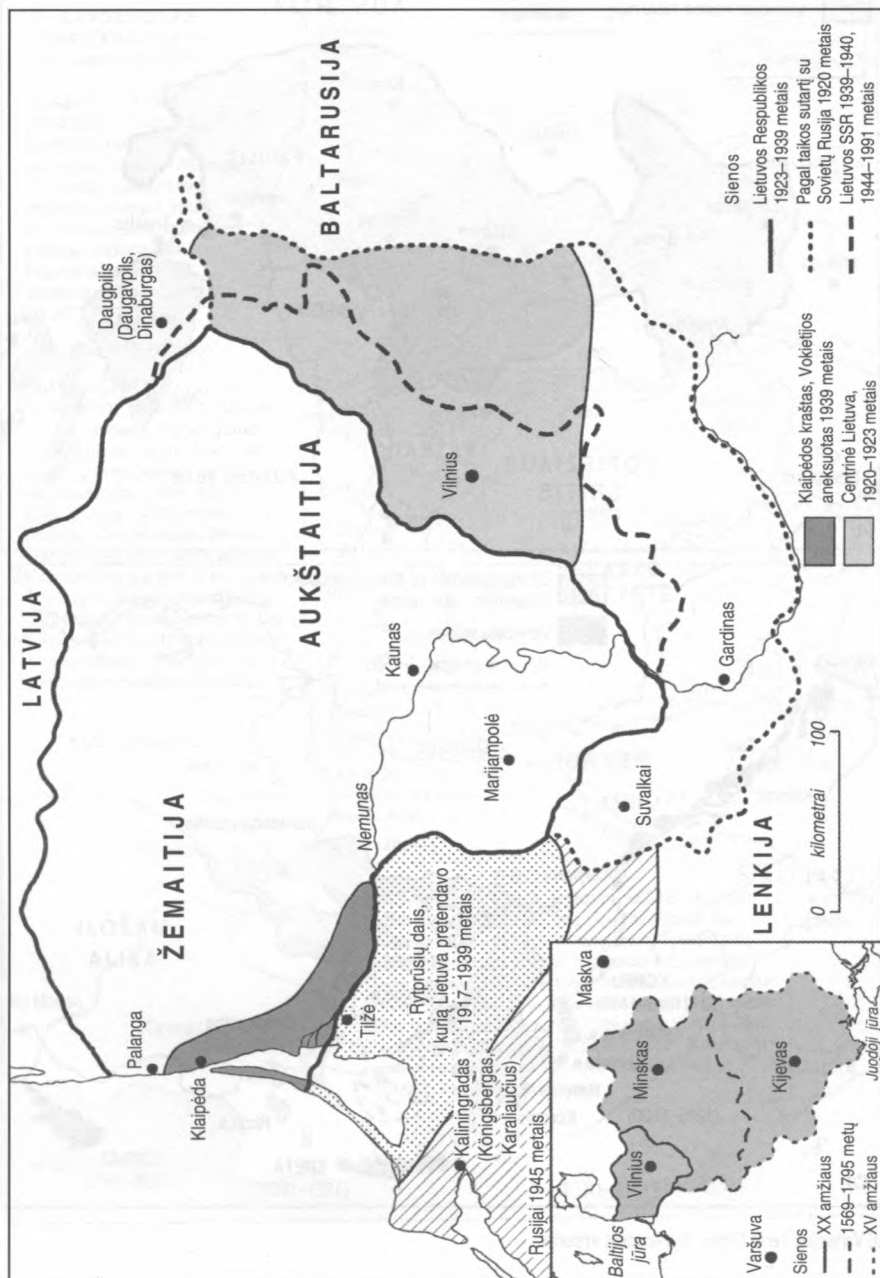 LATVIJA
ŽEMAITIJA
AUKŠTAITIJA
BALTARUSIJA
LENKIJA
Palanga
Klaipėda
Tilžė
Nemunas
Kaunas
Marijampolė
Vilnius
Daugpilis
(Daugavpils,
Dinaburgas)
Suvalkai
Gardinas
Rytprūsių dalis,
į kurią Lietuva pretendavo
1917–1939 metais
Kaliningradas
(Königsbergas,
Karaliaučius)
Rusijai 1945 metais
0 kilometrai 100
Klaipėdos kraštas, Vokietijos
aneksuotas 1939 metais
Centrinė Lietuva,
1920–1923 metais
Sienos
Lietuvos Respublikos
1923–1939 metais
Pagal taikos sutartį su
Sovietų Rusija 1920 metais
Lietuvos SSR 1939–1940,
1944–1991 metais
Baltijos
jūra
Vilnius
Minskas
Maskva
Varšuva
Kijevas
Juodoji jūra
Sienos
XX amžiaus
1569–1795 metų
XV amžiaus